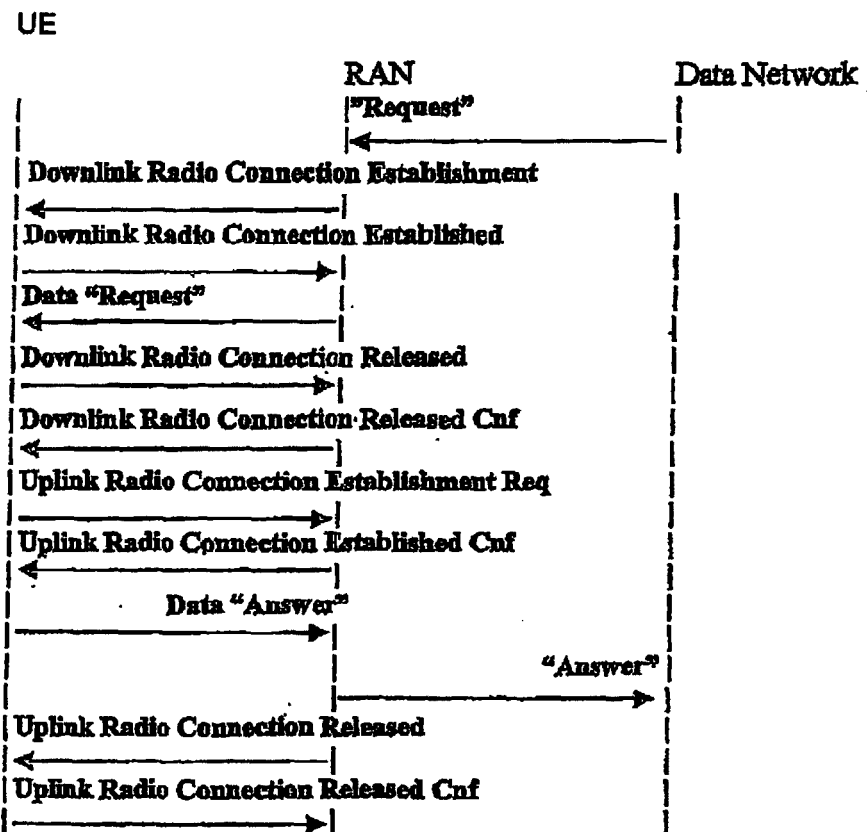 UE
RAN Data Network
"Request"
Downlink Radio Connection Establishment
Downlink Radio Connection Established
Data "Request"
Downlink Radio Connection Released
Downlink Radio Connection Released Cnf
Uplink Radio Connection Establishment Req
Uplink Radio Connection Established Cnf
Data "Answer"
"Answer"
Uplink Radio Connection Released
Uplink Radio Connection Released Cnf